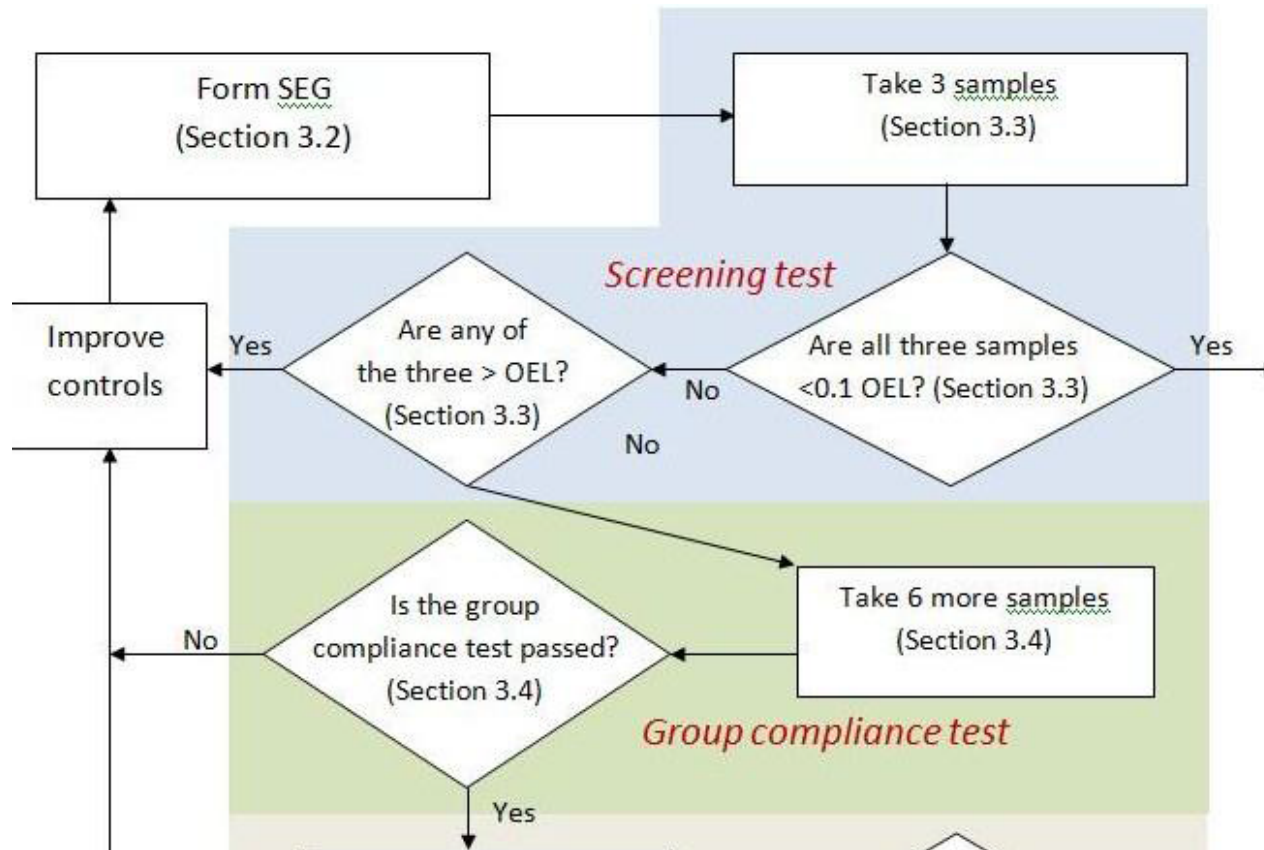 Form SEG
(Section 3.2)
Take 3 samples
(Section 3.3)
Screening test
Improve
controls
Yes
Are any of
the three > OEL?
(Section 3.3)
No
Are all three samples
<0.1 OEL? (Section 3.3)
Yes
No
Is the group
compliance test passed?
(Section 3.4)
No
Take 6 more samples
(Section 3.4)
Group compliance test
Yes